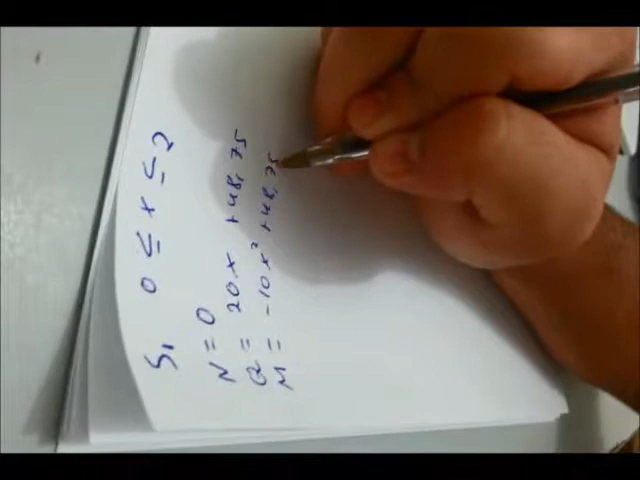 S₁ 0 ≤ x ≤ 2
N = 0
Q = 20x + 48,75
M = -10x² + 48,75